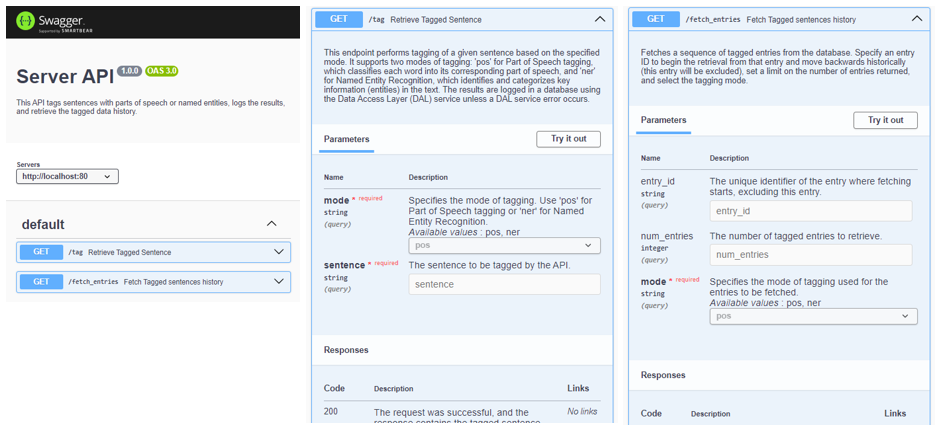 Swagger.
Supported by SMARTBEAR
Server API 1.0.0 OAS 3.0
This API tags sentences with parts of speech or named entities, logs the results,
and retrieve the tagged data history.
Servers
http://localhost:80
default
GET /tag Retrieve Tagged Sentence
GET /fetch_entries Fetch Tagged sentences history
GET /tag Retrieve Tagged Sentence
This endpoint performs tagging of a given sentence based on the specified
mode. It supports two modes of tagging: 'pos' for Part of Speech tagging,
which classifies each word into its corresponding part of speech, and 'ner'
for Named Entity Recognition, which identifies and categorizes key
information (entities) in the text. The results are logged in a database using
the Data Access Layer (DAL) service unless a DAL service error occurs.
Parameters Try it out
Name Description
mode * required Specifies the mode of tagging. Use 'pos' for
string Part of Speech tagging or 'ner' for Named
(query) Entity Recognition.
Available values : pos, ner
pos
sentence * required The sentence to be tagged by the API.
string
(query) sentence
Responses
Code Description Links
200 The request was successful, and the No links
response contains the tagged sentence
GET /fetch_entries Fetch Tagged sentences history
Fetches a sequence of tagged entries from the database. Specify an entry
ID to begin the retrieval from that entry and move backwards historically
(this entry will be excluded), set a limit on the number of entries returned,
and select the tagging mode.
Parameters Try it out
Name Description
entry_id The unique identifier of the entry where fetching
string starts, excluding this entry.
(query) entry_id
num_entries The number of tagged entries to retrieve.
integer
(query) num_entries
mode * required Specifies the mode of tagging used for the
string entries to be fetched.
(query) Available values : pos, ner
pos
Responses
Code Description Links